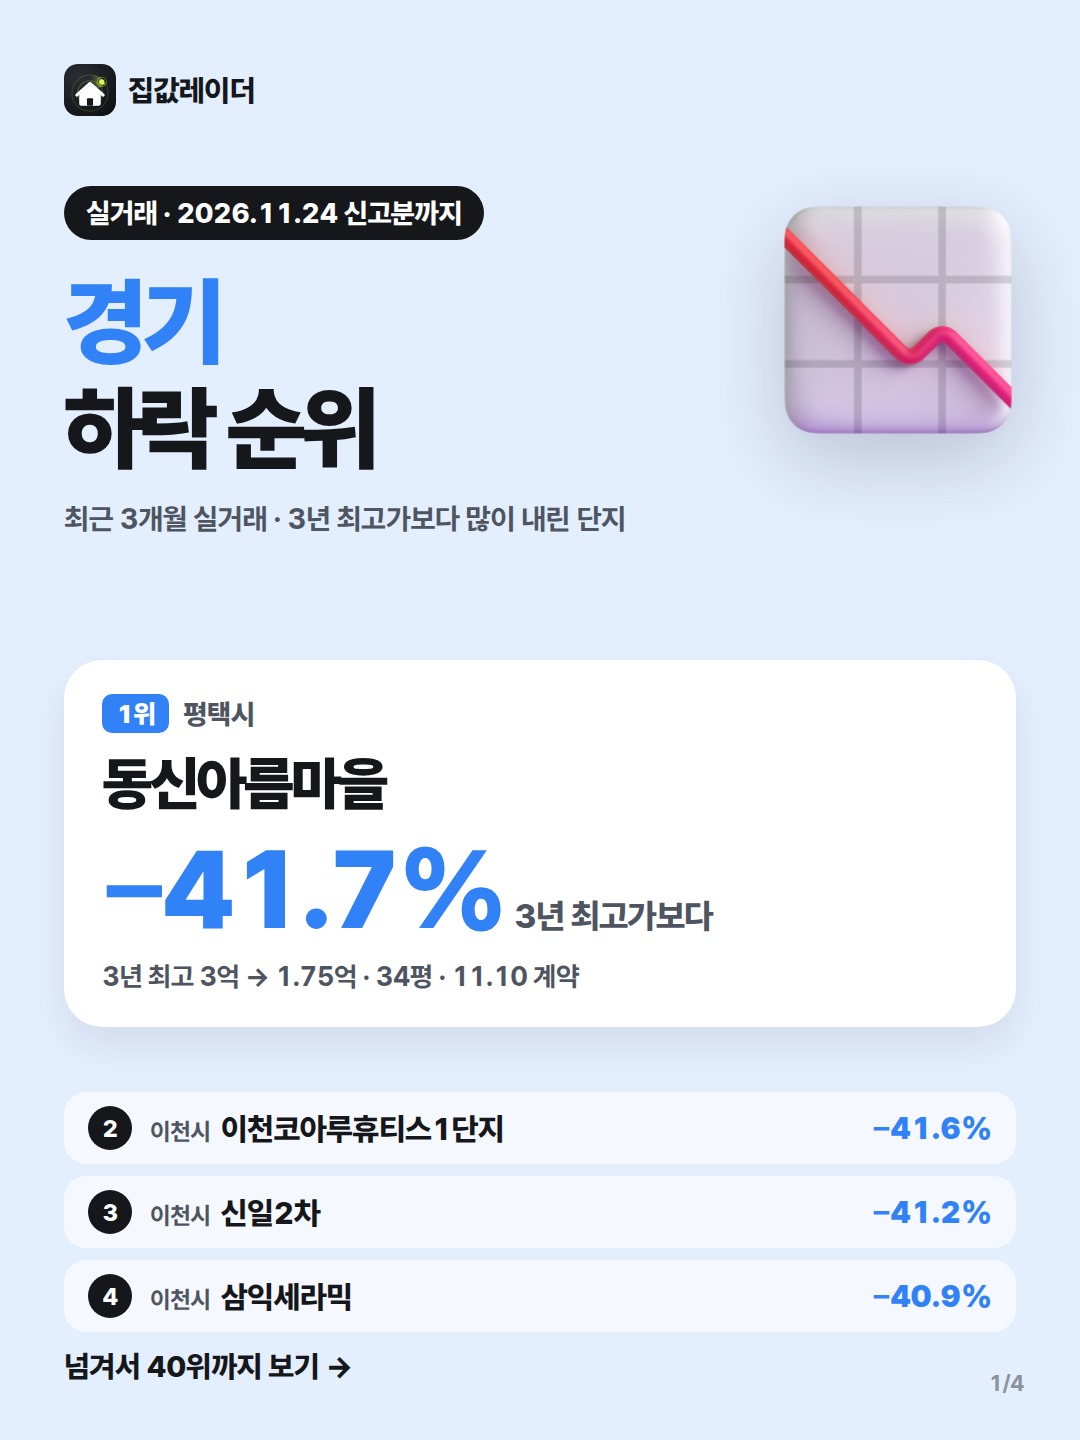 집값레이더
실거래 · 2026.11.24 신고분까지
경기
하락 순위
최근 3개월 실거래 · 3년 최고가보다 많이 내린 단지
1위 평택시
동신아름마을
−41.7% 3년 최고가보다
3년 최고 3억 → 1.75억 · 34평 · 11.10 계약
2 이천시 이천코아루휴티스1단지 −41.6%
3 이천시 신일2차 −41.2%
4 이천시 삼익세라믹 −40.9%
넘겨서 40위까지 보기 →
1/4